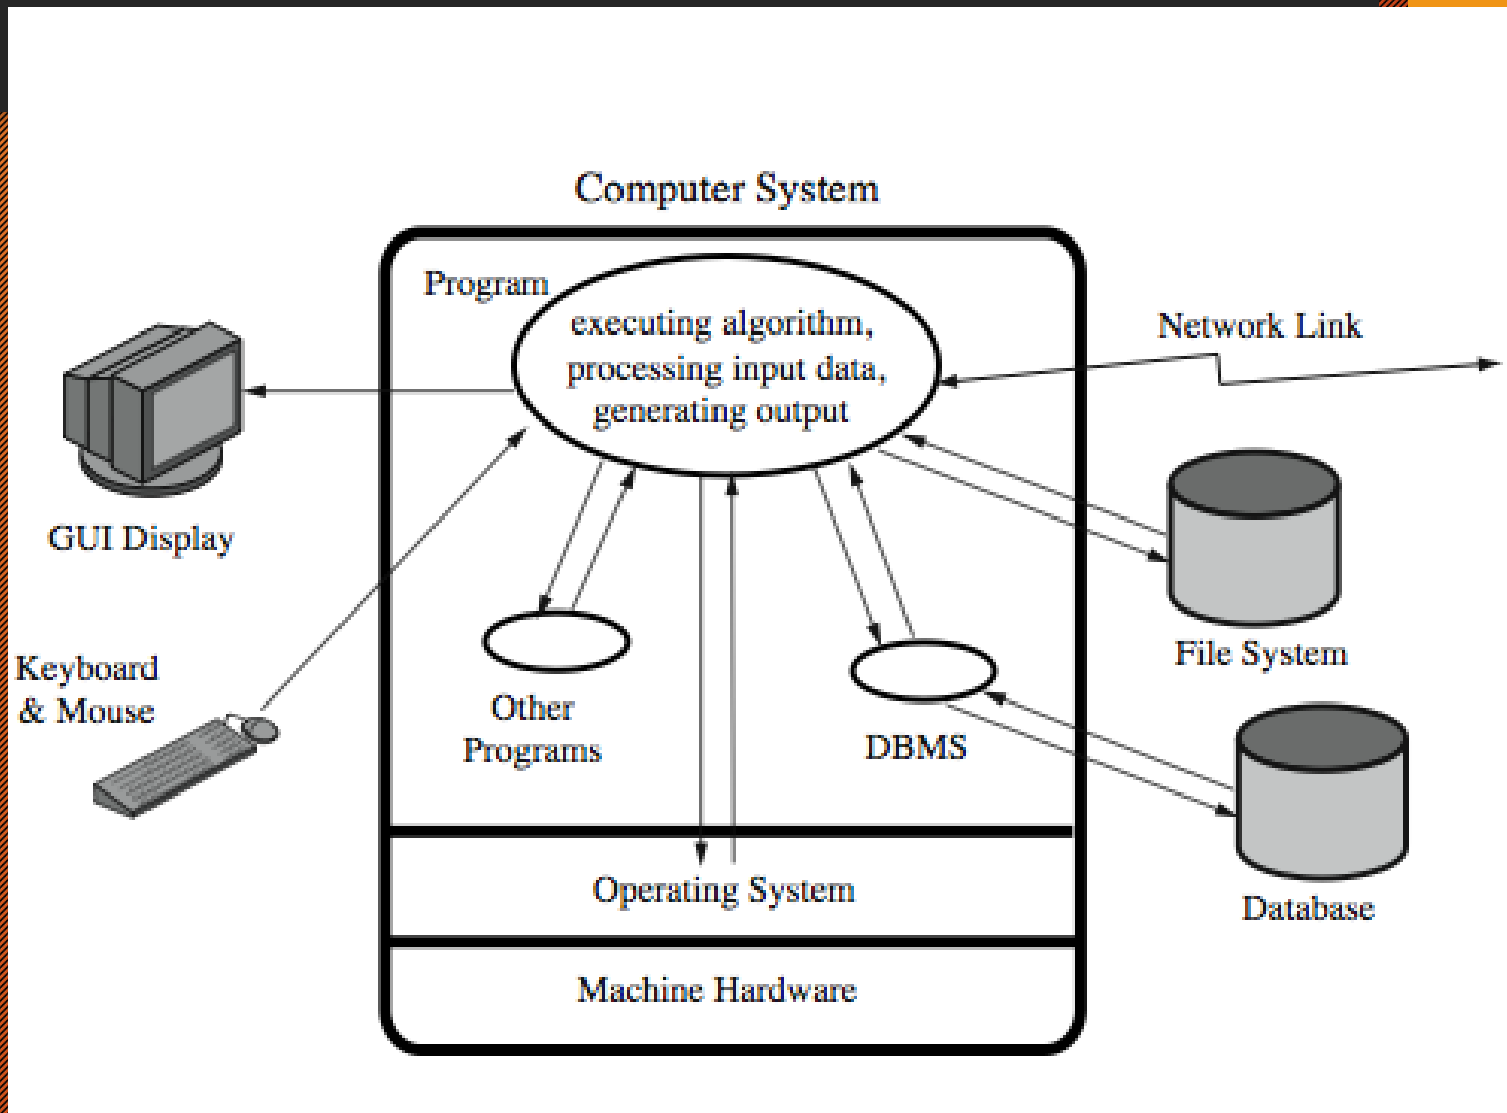 Computer System
Program
executing algorithm,
processing input data,
generating output
Network Link
GUI Display
File System
Keyboard
& Mouse
Other
Programs
DBMS
Operating System
Database
Machine Hardware